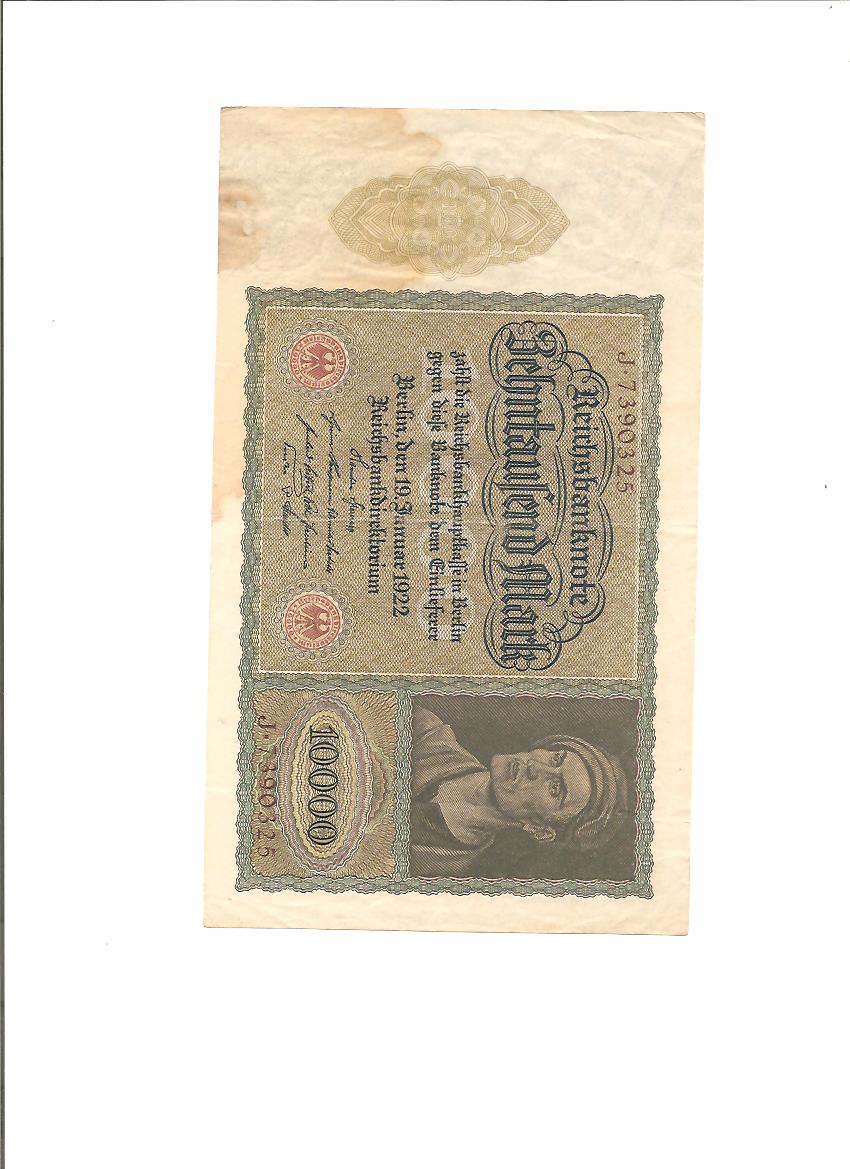 J·7390325
Reichsbanknote
Zehntausend Mark
zahlt die Reichsbankhauptkasse in Berlin
gegen diese Banknote dem Einlieferer
Berlin, den 19. Januar 1922
Reichsbankdirektorium
10000
J·7390325